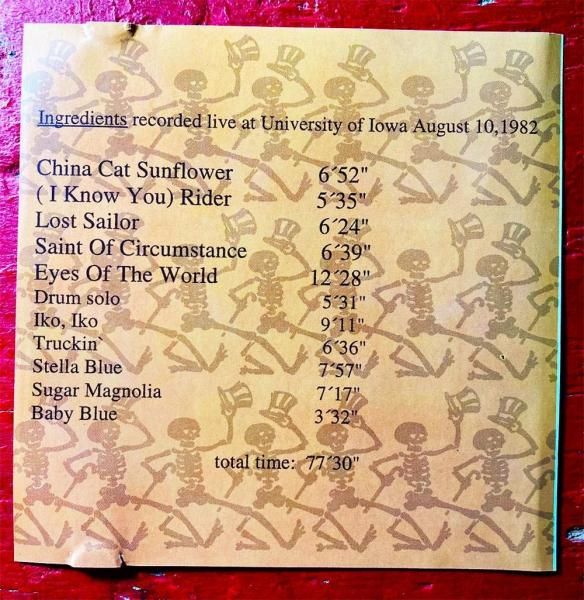 Ingredients recorded live at University of Iowa August 10,1982
China Cat Sunflower 6´52"
( I Know You) Rider 5´35"
Lost Sailor 6´24"
Saint Of Circumstance 6´39"
Eyes Of The World 12´28"
Drum solo 5´31"
Iko, Iko 9´11"
Truckin` 6´36"
Stella Blue 7´57"
Sugar Magnolia 7´17"
Baby Blue 3´32"
total time: 77´30"